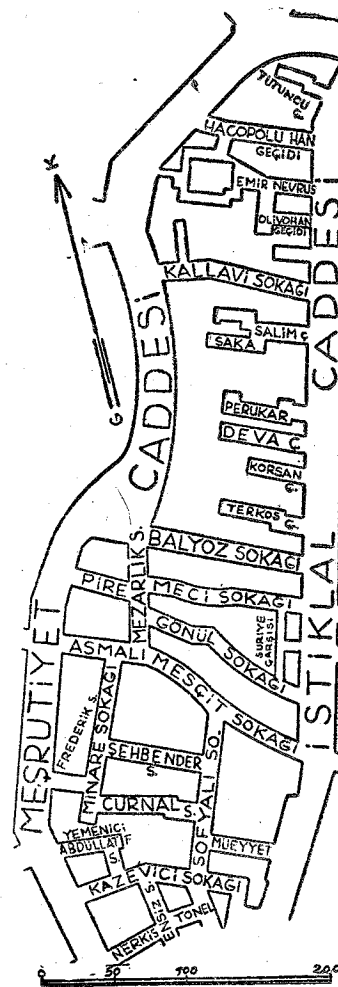 TÜTÜNCÜ
Ç.
HACOPOLU HAN
GEÇİDİ
K
EMİR NEVRUS
OLİVOHAN
GEÇİDİ
KALLAVİ SOKAĞI
SALİM Ç.
SAKA
G
CADDESİ
CADDESİ
PERUKAR
DEVA Ç.
KORSAN
Ç.
TERKOS
Ç.
BALYOZ SOKAĞI
MEZARLIK S.
PİRE MECİ SOKAĞI
GÖNÜL SOKAĞI
SURİYE
ÇARŞISI
ASMALI MESÇİT SOKAĞI
İSTİKLAL
MEŞRUTİYET
FREDERİK S.
MİNARE SOKAĞI
ŞEHBENDER
S.
SOFYALI SO.
CURNAL S.
YEMENİCİ
ABDULLATİF
S.
MÜEYYET
KAZEVİCİ SOKAĞI
ENSİZ S.
NERKİS
TÜNEL
0 50 100 200